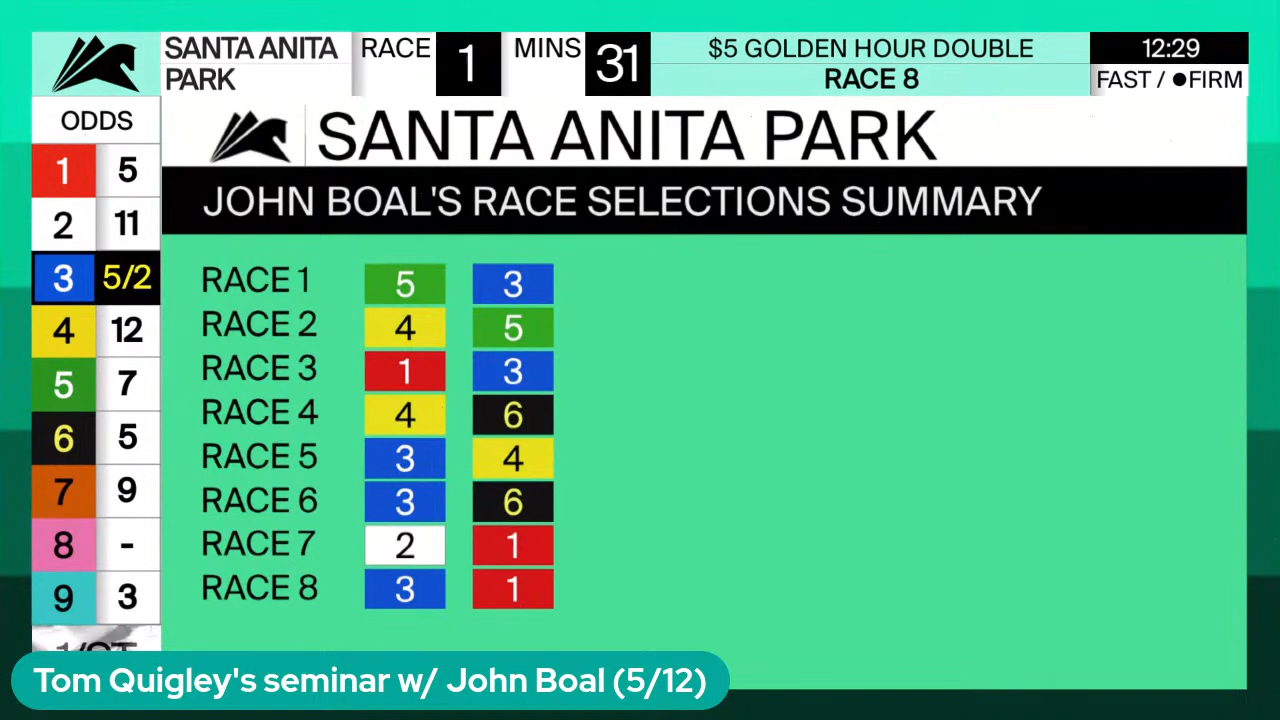 SANTA ANITA PARK
RACE 1
MINS 31
$5 GOLDEN HOUR DOUBLE
RACE 8
12:29
FAST / ●FIRM
ODDS
1 5
2 11
3 5/2
4 12
5 7
6 5
7 9
8 -
9 3
SANTA ANITA PARK
JOHN BOAL'S RACE SELECTIONS SUMMARY
RACE 1 5 3
RACE 2 4 5
RACE 3 1 3
RACE 4 4 6
RACE 5 3 4
RACE 6 3 6
RACE 7 2 1
RACE 8 3 1
Tom Quigley's seminar w/ John Boal (5/12)